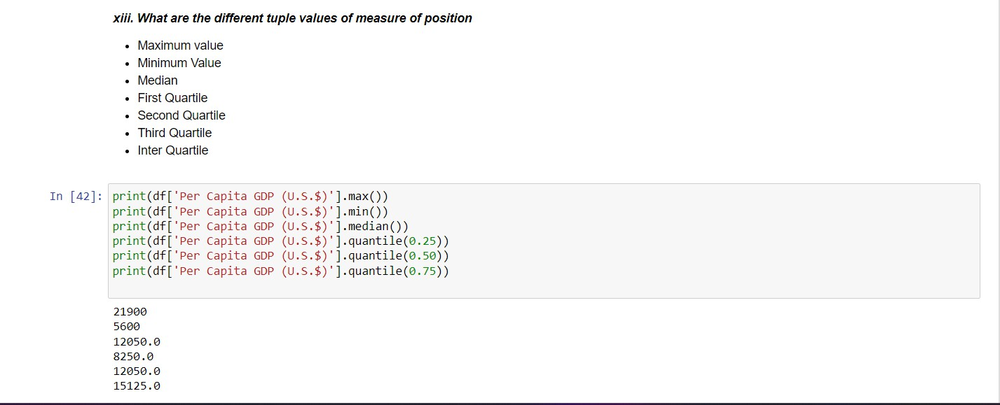 xiii. What are the different tuple values of measure of position
• Maximum value
• Minimum Value
• Median
• First Quartile
• Second Quartile
• Third Quartile
• Inter Quartile
In [42]: print(df['Per Capita GDP (U.S.$)'].max())
print(df['Per Capita GDP (U.S.$)'].min())
print(df['Per Capita GDP (U.S.$)'].median())
print(df['Per Capita GDP (U.S.$)'].quantile(0.25))
print(df['Per Capita GDP (U.S.$)'].quantile(0.50))
print(df['Per Capita GDP (U.S.$)'].quantile(0.75))
21900
5600
12050.0
8250.0
12050.0
15125.0